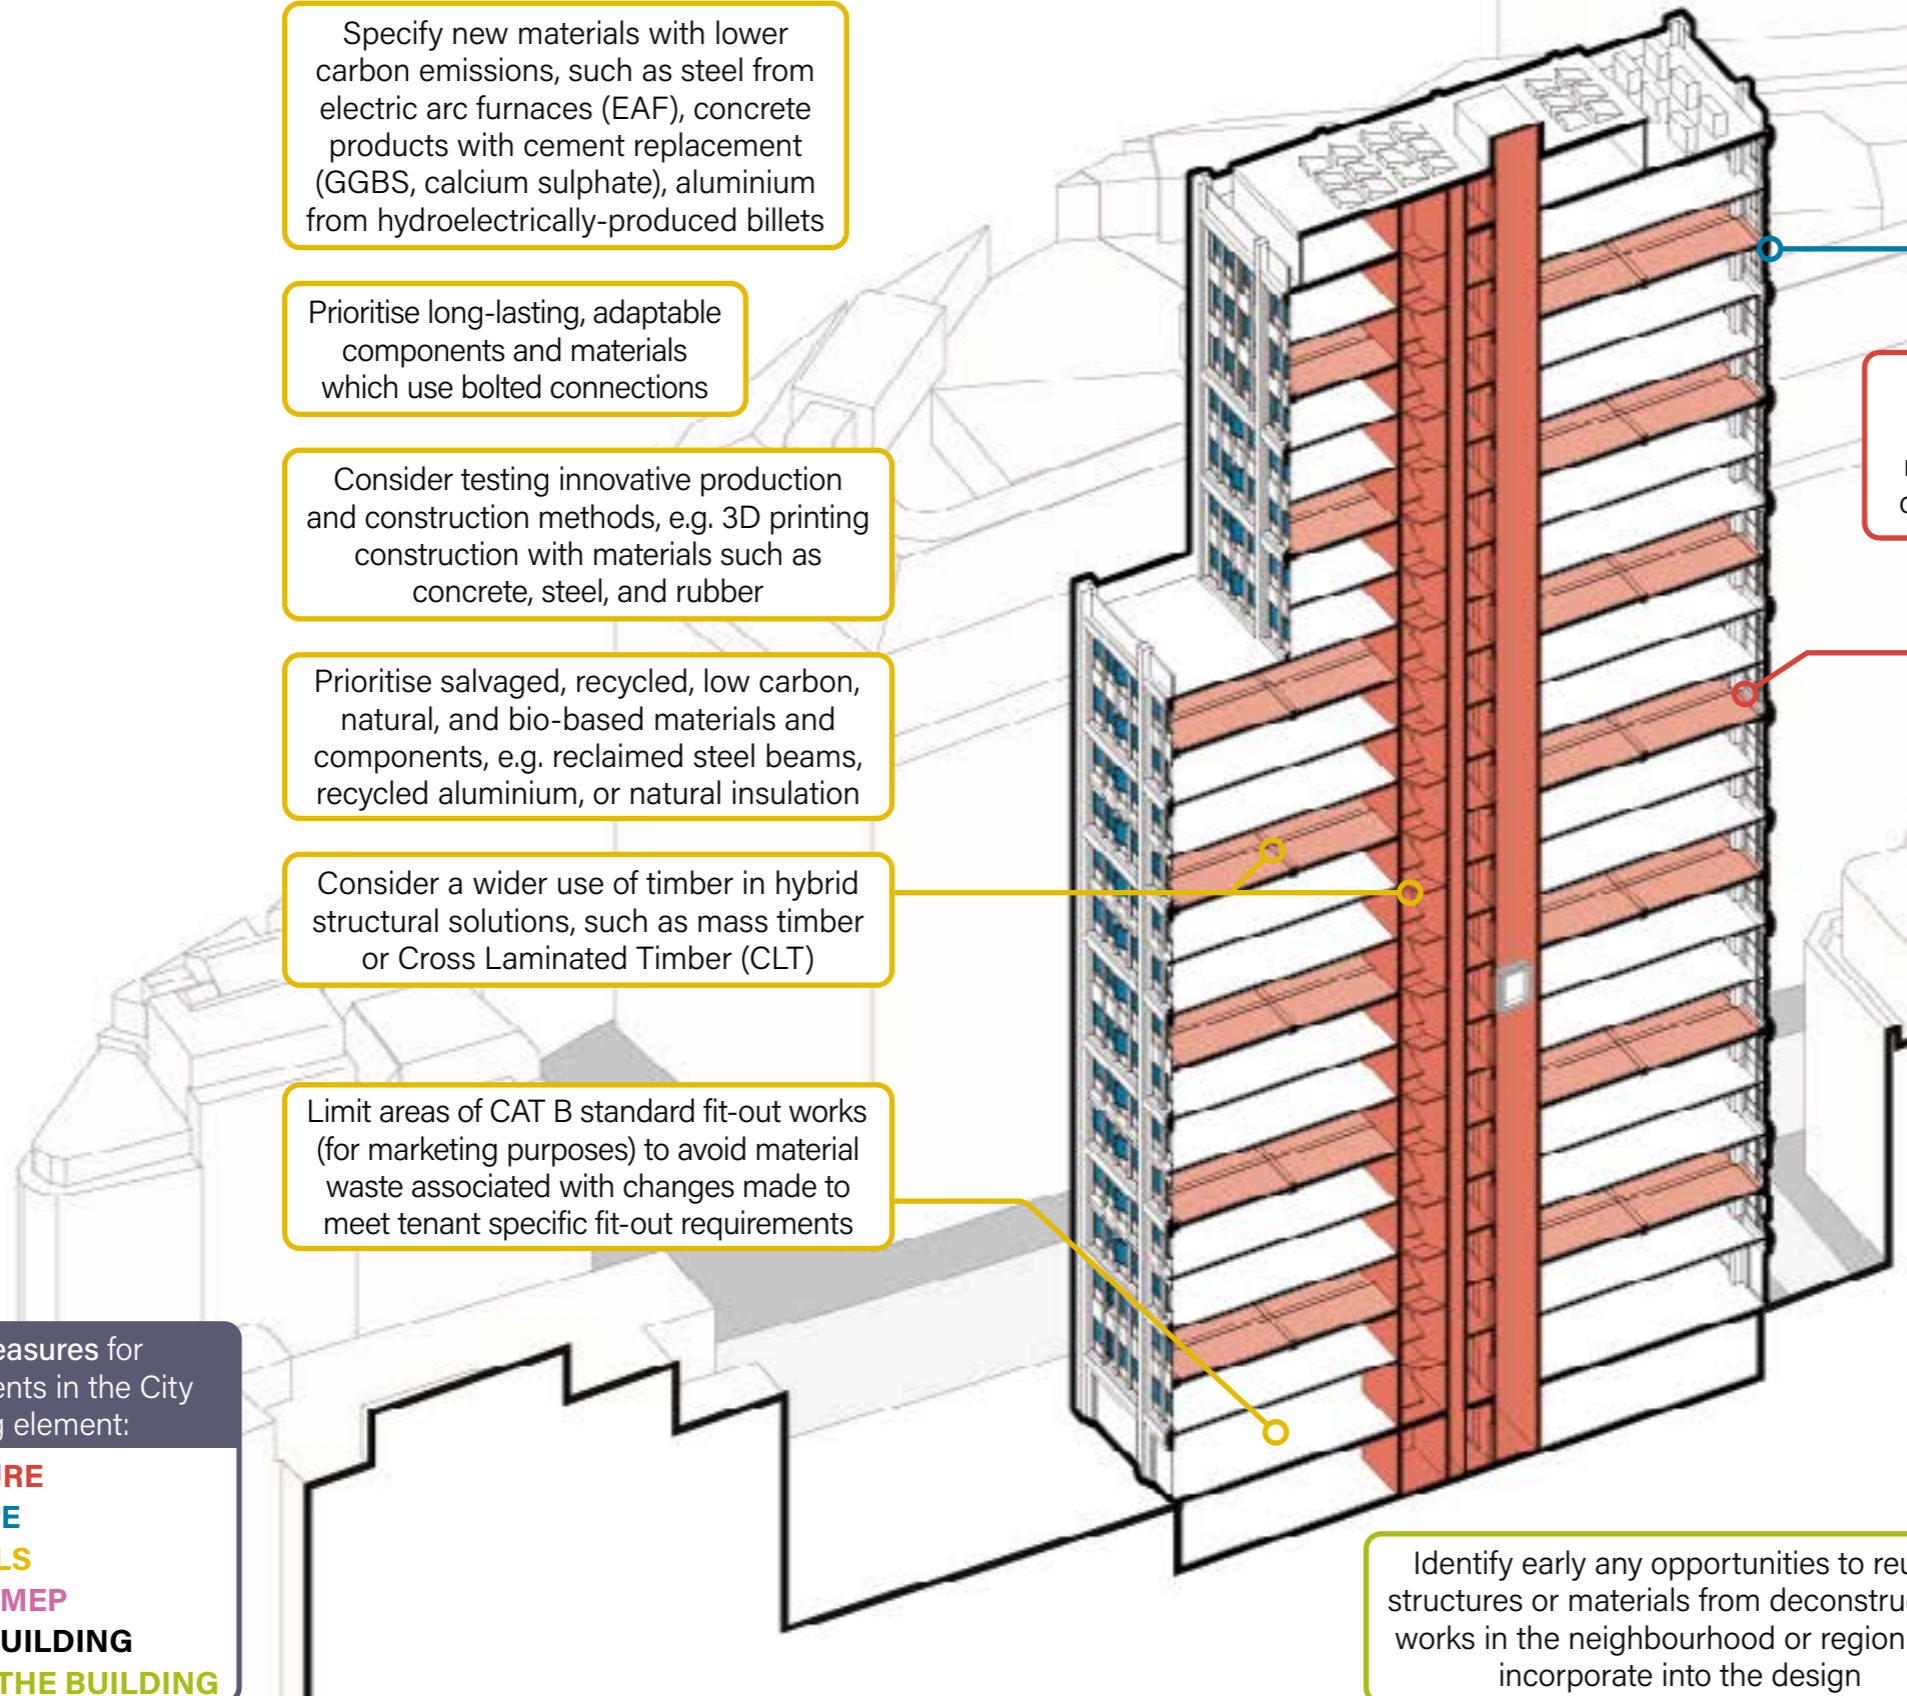 Specify new materials with lower
carbon emissions, such as steel from
electric arc furnaces (EAF), concrete
products with cement replacement
(GGBS, calcium sulphate), aluminium
from hydroelectrically-produced billets
Prioritise long-lasting, adaptable
components and materials
which use bolted connections
Consider testing innovative production
and construction methods, e.g. 3D printing
construction with materials such as
concrete, steel, and rubber
Prioritise salvaged, recycled, low carbon,
natural, and bio-based materials and
components, e.g. reclaimed steel beams,
recycled aluminium, or natural insulation
Consider a wider use of timber in hybrid
structural solutions, such as mass timber
or Cross Laminated Timber (CLT)
Limit areas of CAT B standard fit-out works
(for marketing purposes) to avoid material
waste associated with changes made to
meet tenant specific fit-out requirements
for
in the City
element:
MEP
THE BUILDING
Identify early any opportunities to
structures or materials from
works in the neighbourhood or region
incorporate into the design